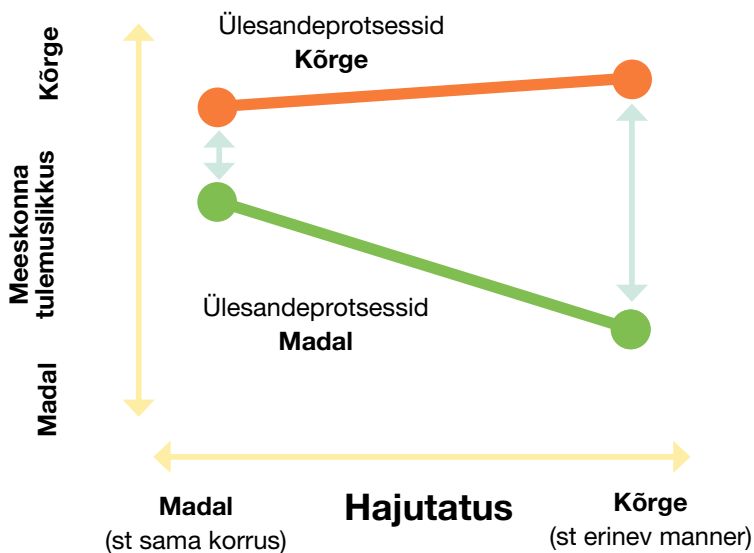 Ülesandeprotsessid
Kõrge
Kõrge
Meeskonna
tulemuslikkus
Madal
Ülesandeprotsessid
Madal
Madal
(st sama korrus)
Hajutatus
Kõrge
(st erinev manner)